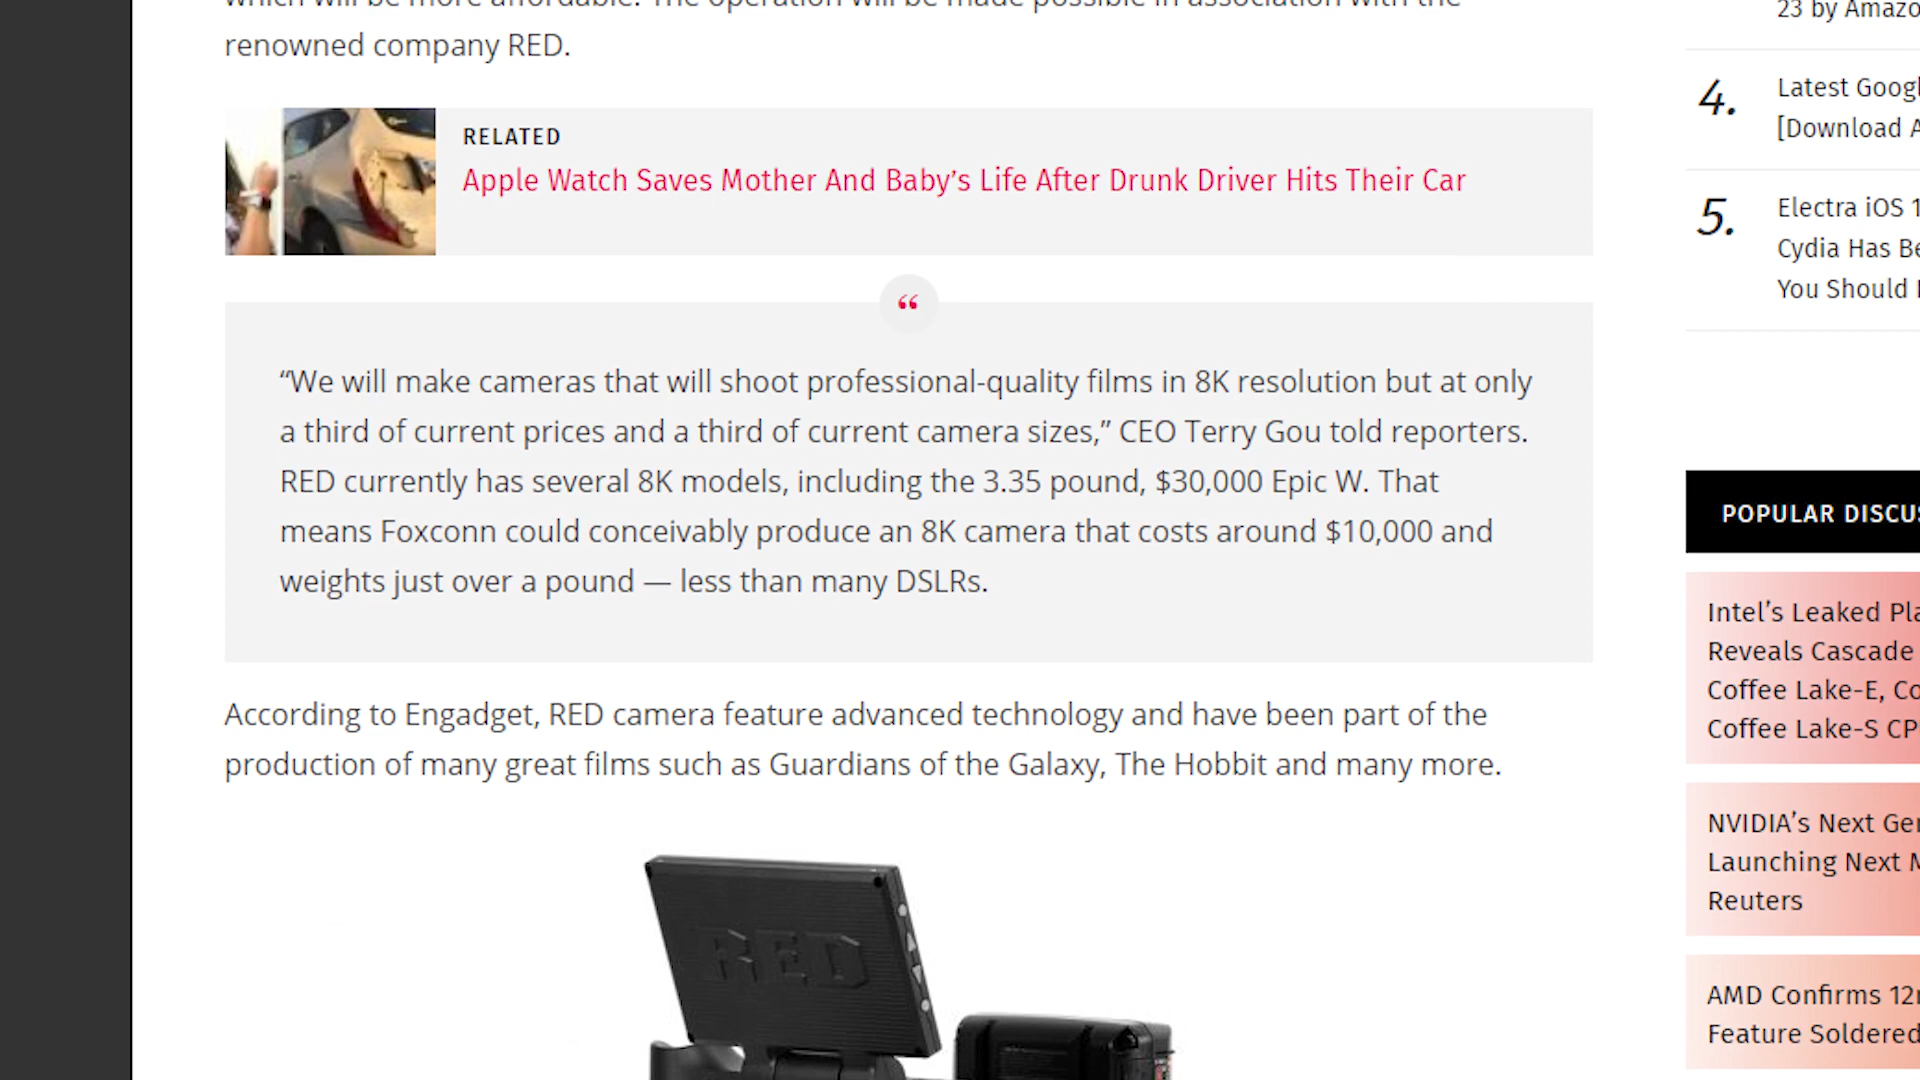 which will be more affordable. The operation will be made possible in association with the
renowned company RED.
RELATED
Apple Watch Saves Mother And Baby’s Life After Drunk Driver Hits Their Car
“
“We will make cameras that will shoot professional-quality films in 8K resolution but at only
a third of current prices and a third of current camera sizes,” CEO Terry Gou told reporters.
RED currently has several 8K models, including the 3.35 pound, $30,000 Epic W. That
means Foxconn could conceivably produce an 8K camera that costs around $10,000 and
weights just over a pound — less than many DSLRs.
According to Engadget, RED camera feature advanced technology and have been part of the
production of many great films such as Guardians of the Galaxy, The Hobbit and many more.
RED
23 by Amazo
4.
Latest Googl
[Download A
5.
Electra iOS 1
Cydia Has Be
You Should
POPULAR DISCUS
Intel’s Leaked Pla
Reveals Cascade
Coffee Lake-E, Co
Coffee Lake-S CP
NVIDIA’s Next Ger
Launching Next M
Reuters
AMD Confirms 12n
Feature Soldered